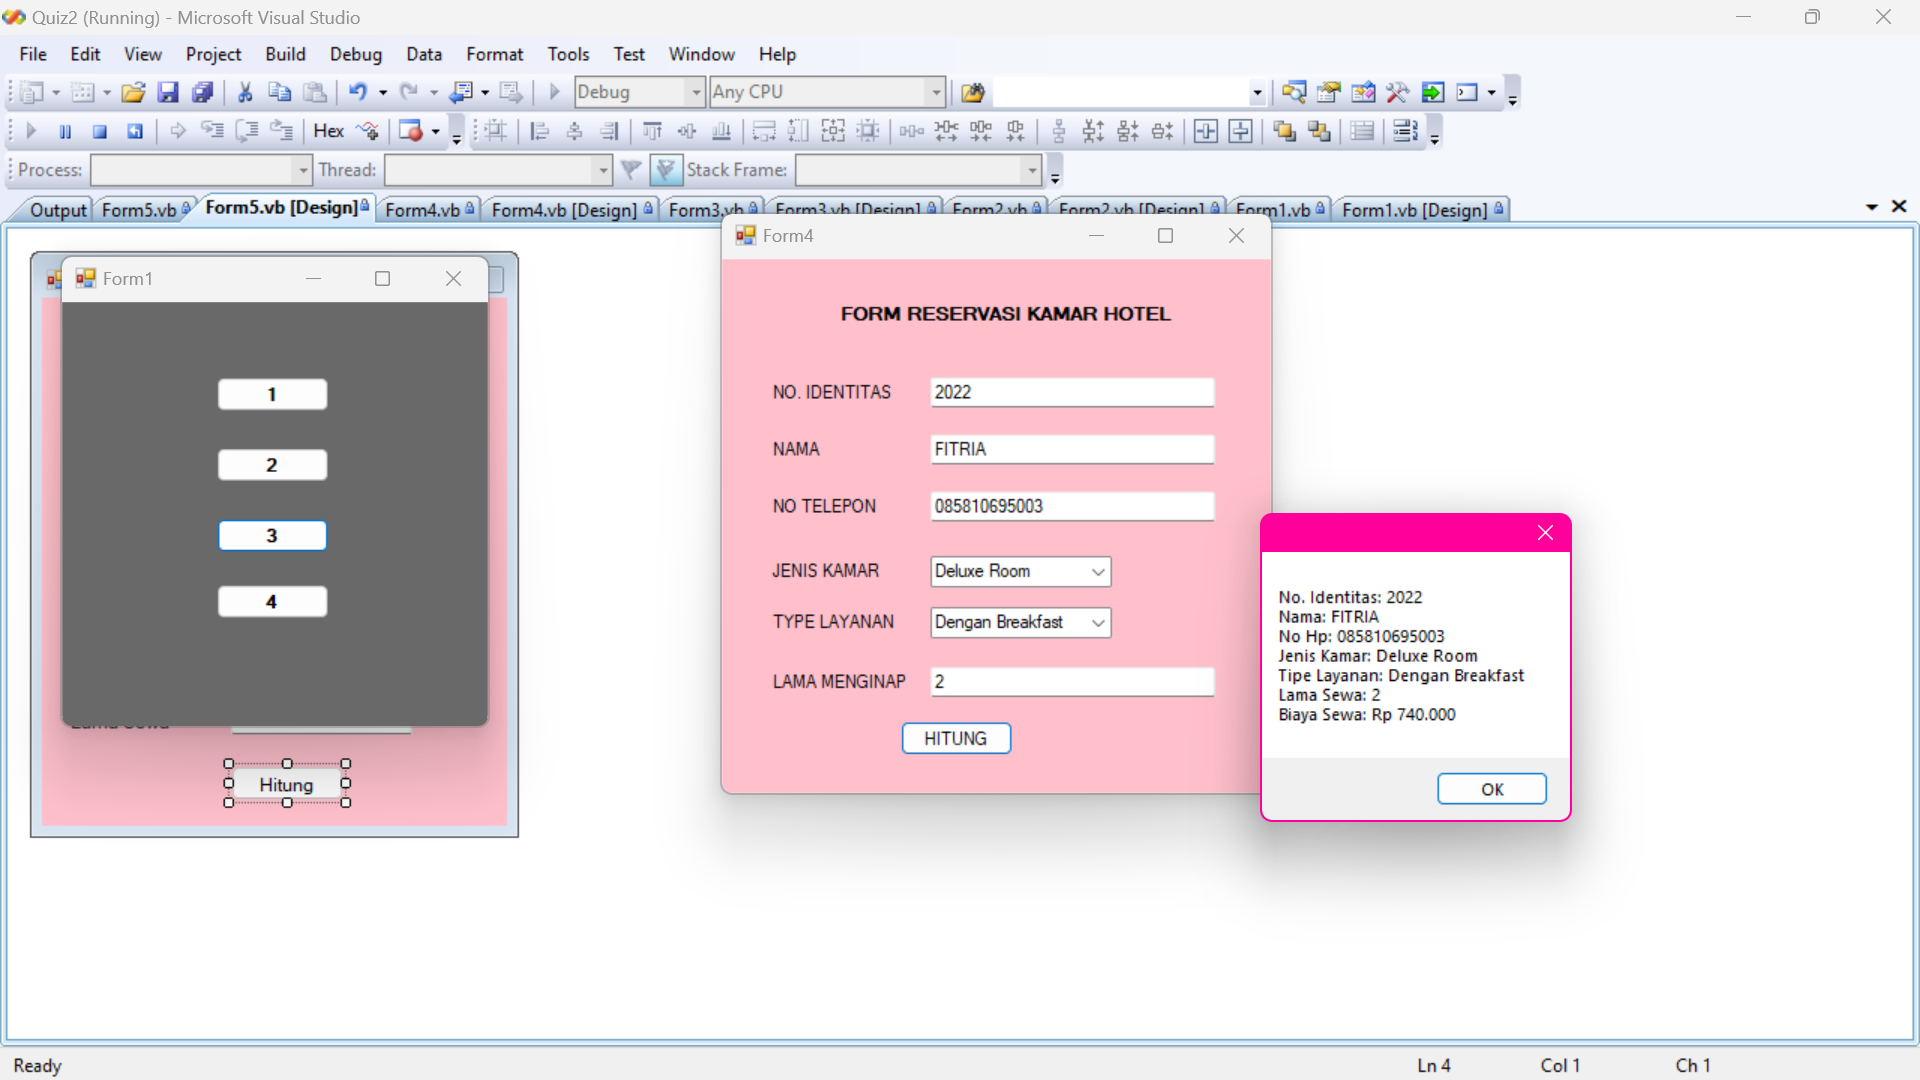 Quiz2 (Running) - Microsoft Visual Studio
File Edit View Project Build Debug Data Format Tools Test Window Help
Debug Any CPU
Hex
Process: Thread: Stack Frame:
Output Form5.vb Form5.vb [Design] Form4.vb Form4.vb [Design] Form3.vb Form3.vb [Design] Form2.vb Form2.vb [Design] Form1.vb Form1.vb [Design]
Form1
1
2
3
4
Hitung
Form4
FORM RESERVASI KAMAR HOTEL
NO. IDENTITAS 2022
NAMA FITRIA
NO TELEPON 085810695003
JENIS KAMAR Deluxe Room
TYPE LAYANAN Dengan Breakfast
LAMA MENGINAP 2
HITUNG
No. Identitas: 2022
Nama: FITRIA
No Hp: 085810695003
Jenis Kamar: Deluxe Room
Tipe Layanan: Dengan Breakfast
Lama Sewa: 2
Biaya Sewa: Rp 740.000
OK
Ready Ln 4 Col 1 Ch 1